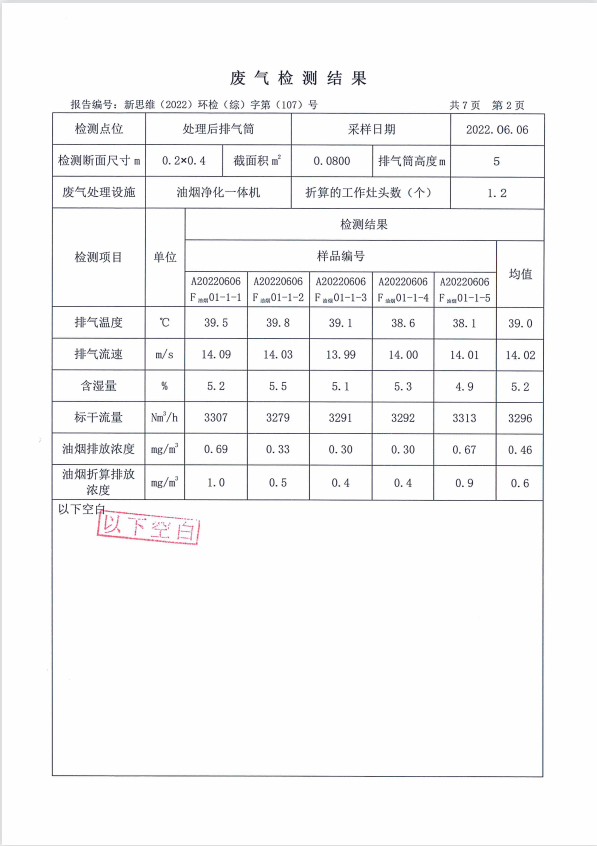 废气检测结果
报告编号：新思维（2022）环检（综）字第（107）号 共7页 第2页
检测点位 处理后排气筒 采样日期 2022.06.06
检测断面尺寸m 0.2×0.4 截面积m² 0.0800 排气筒高度m 5
废气处理设施 油烟净化一体机 折算的工作灶头数（个） 1.2
检测项目 单位 检测结果
样品编号 均值
A20220606 A20220606 A20220606 A20220606 A20220606
F油烟01-1-1 F油烟01-1-2 F油烟01-1-3 F油烟01-1-4 F油烟01-1-5
排气温度 ℃ 39.5 39.8 39.1 38.6 38.1 39.0
排气流速 m/s 14.09 14.03 13.99 14.00 14.01 14.02
含湿量 % 5.2 5.5 5.1 5.3 4.9 5.2
标干流量 Nm³/h 3307 3279 3291 3292 3313 3296
油烟排放浓度 mg/m³ 0.69 0.33 0.30 0.30 0.67 0.46
油烟折算排放
浓度 mg/m³ 1.0 0.5 0.4 0.4 0.9 0.6
以下空白
以下空白